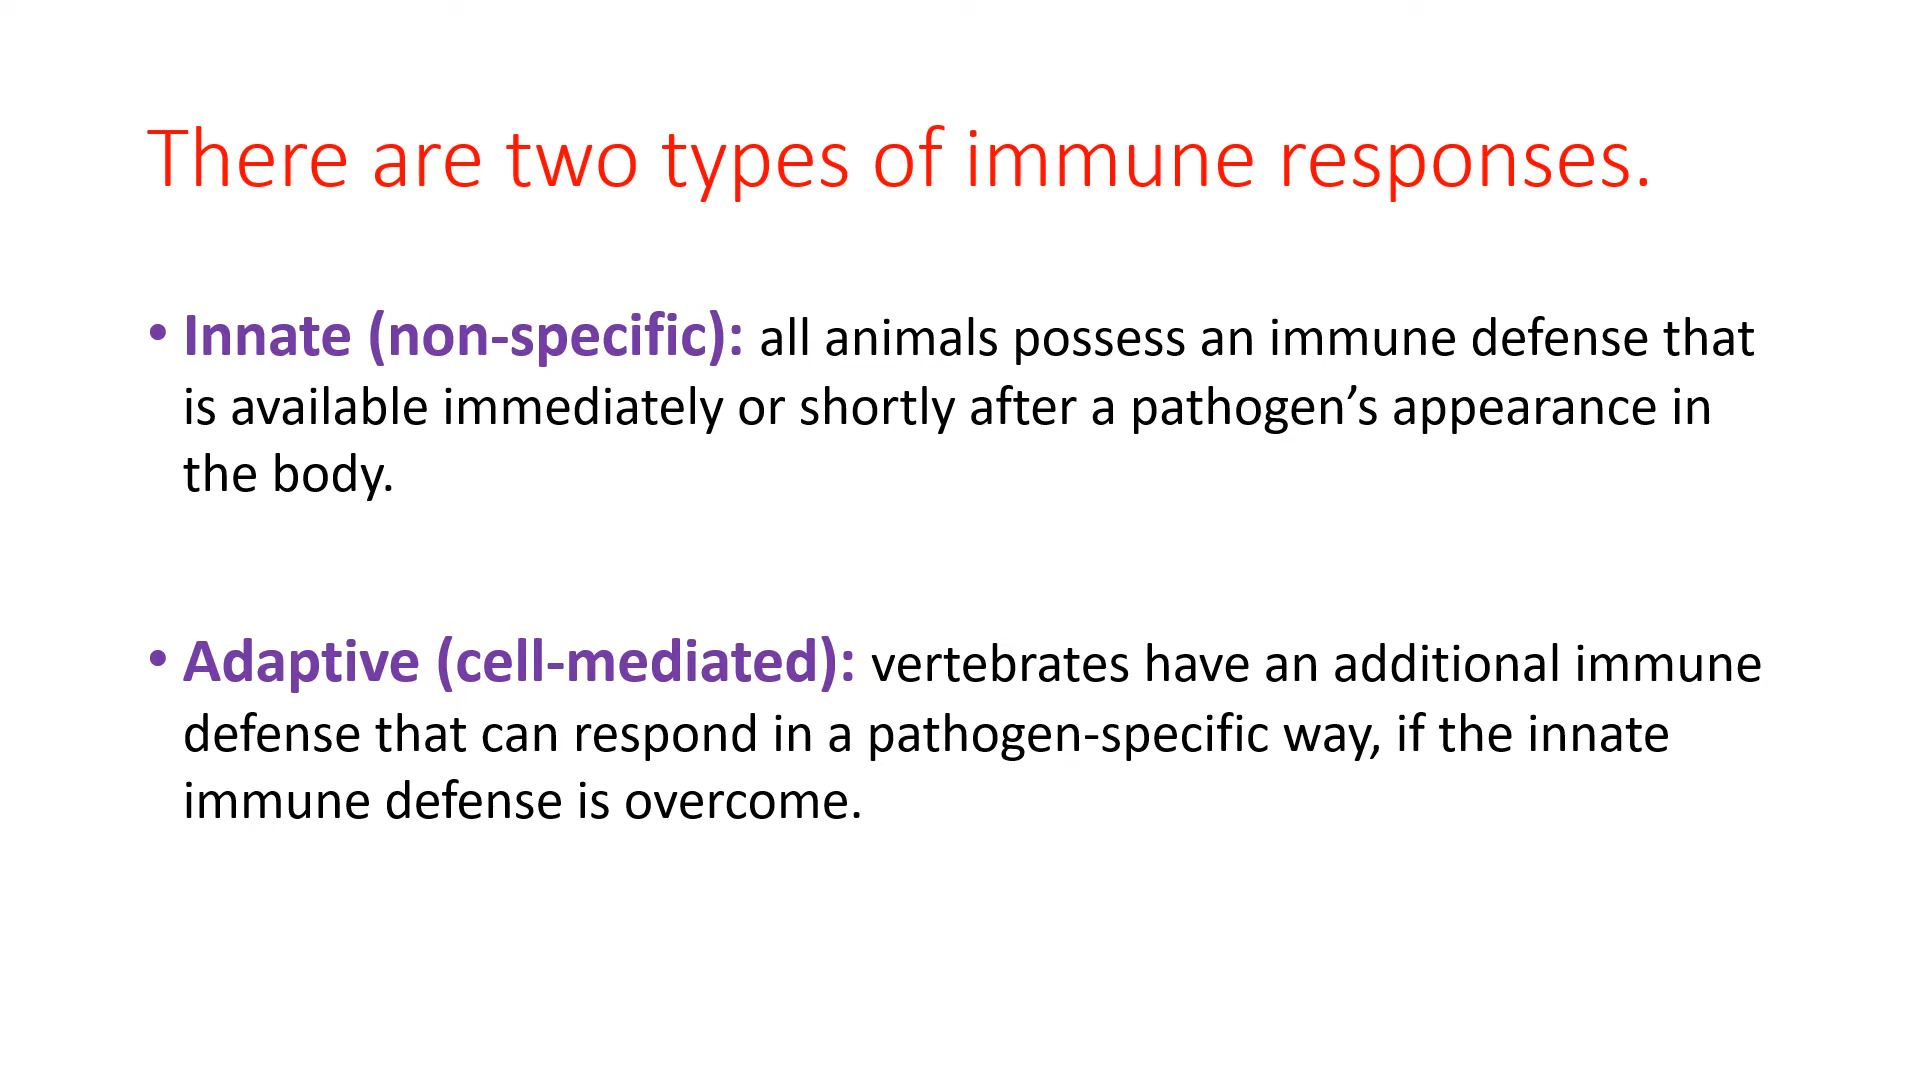 There are two types of immune responses.
• Innate (non-specific): all animals possess an immune defense that
is available immediately or shortly after a pathogen’s appearance in
the body.
• Adaptive (cell-mediated): vertebrates have an additional immune
defense that can respond in a pathogen-specific way, if the innate
immune defense is overcome.